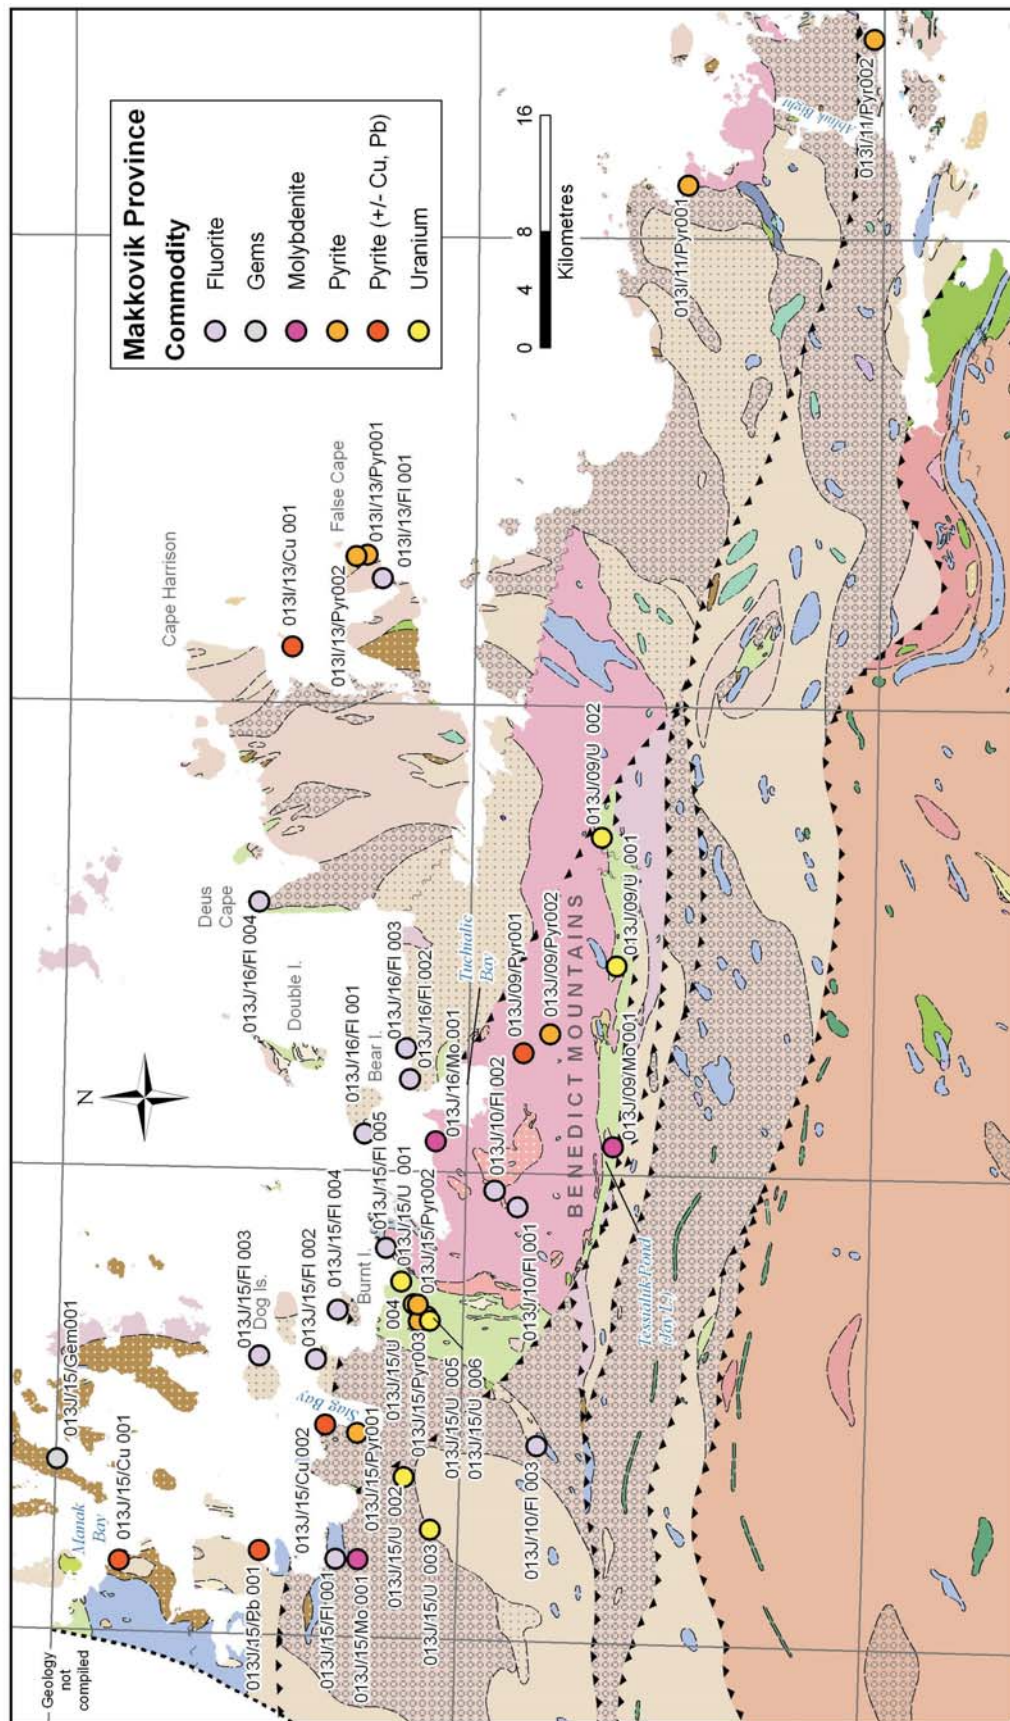 Makkovik Province
Commodity
Fluorite
Gems
Molybdenite
Pyrite
Pyrite (+/- Cu, Pb)
Uranium
0 4 8 16
Kilometres
N
Geology
not
compiled
Manak
Bay
013J/15/Gem001
013J/15/Cu 001
013J/15/Pb 001
013J/15/Fl 003
Dog Is.
013J/15/Fl 002
013J/15/Fl 004
Burnt I.
013J/15/Fl 005
013J/15/U 001
013J/15/Pyr002
013J/15/Cu 002
Stag Bay
013J/15/Fl 001
013J/15/Mo 001
013J/15/Pyr001
013J/15/U 002
013J/15/U 003
013J/15/U 004
013J/15/Pyr003
013J/15/U 005
013J/15/U 006
013J/10/Fl 003
013J/10/Fl 001
013J/10/Fl 002
Deus
Cape
013J/16/Fl 004
Double I.
013J/16/Fl 001
Bear I.
013J/16/Fl 003
013J/16/Fl 002
013J/16/Mo 001
Tuchialic
Bay
013J/09/Pyr001
013J/09/Pyr002
BENEDICT MOUNTAINS
013J/09/Mo 001
013J/09/U 001
013J/09/U 002
Cape Harrison
013I/13/Cu 001
False Cape
013I/13/Pyr002
013I/13/Pyr001
013I/13/Fl 001
013I/11/Pyr001
013I/11/Pyr002
Bight